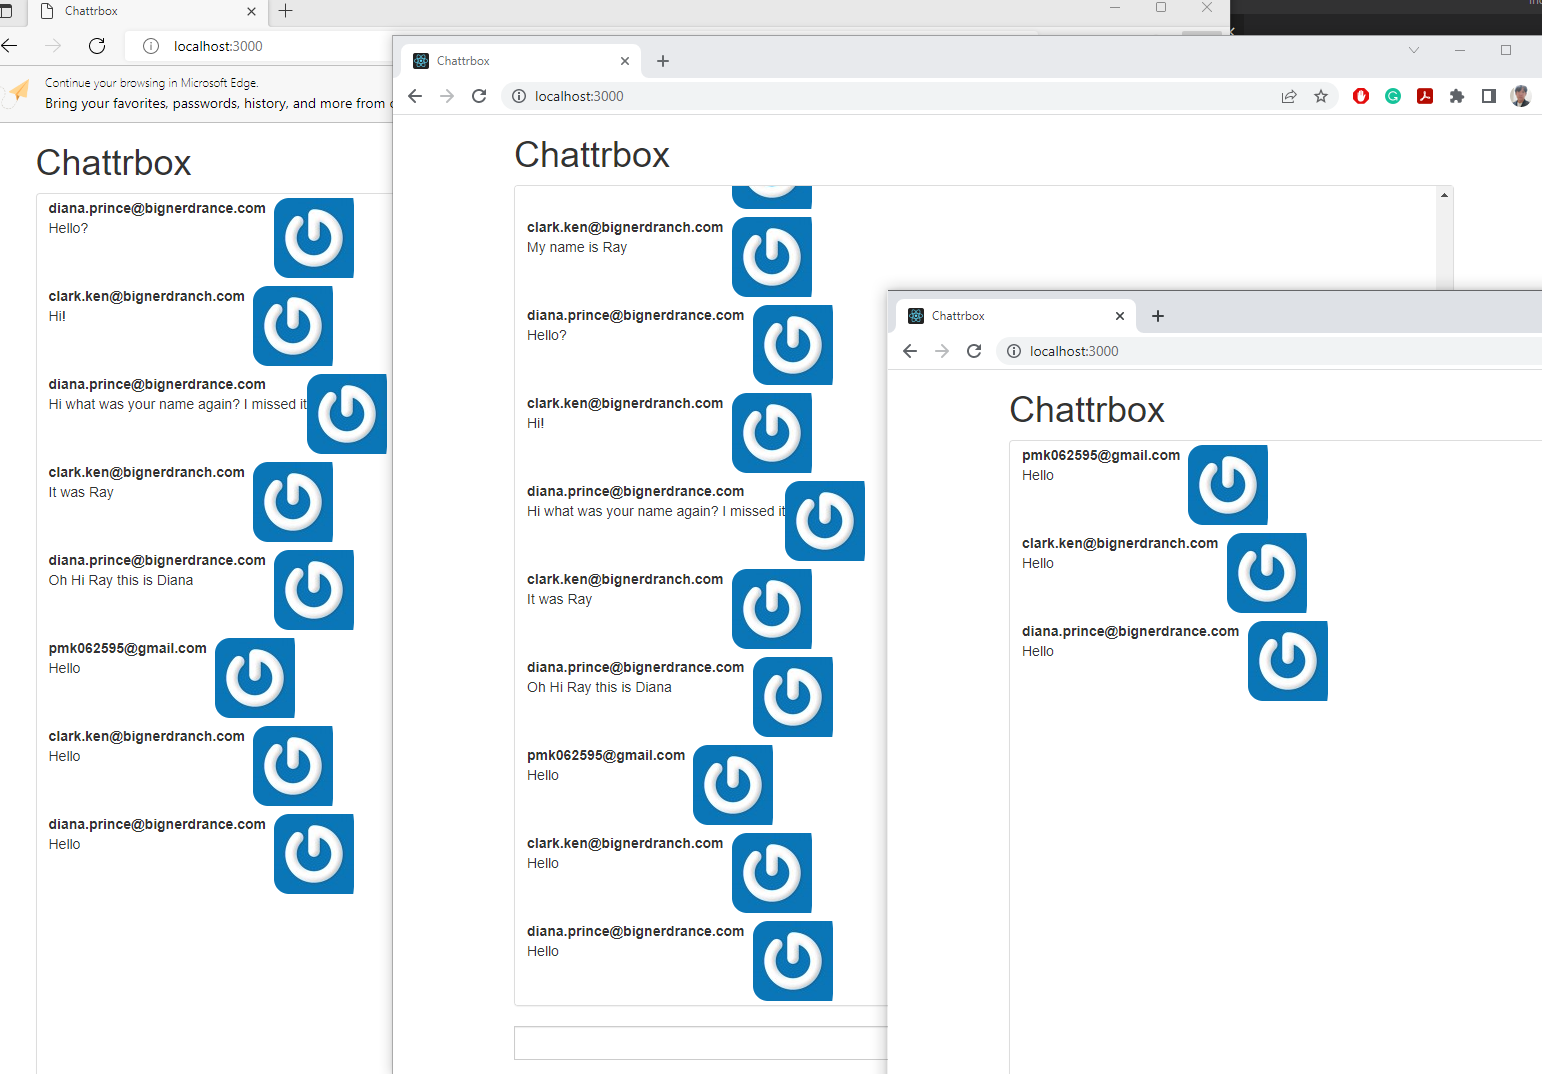 Chattrbox
localhost:3000
Continue your browsing in Microsoft Edge.
Bring your favorites, passwords, history, and more from
Chattrbox
diana.prince@bignerdrance.com
Hello?
clark.ken@bignerdranch.com
Hi!
diana.prince@bignerdrance.com
Hi what was your name again? I missed it
clark.ken@bignerdranch.com
It was Ray
diana.prince@bignerdrance.com
Oh Hi Ray this is Diana
pmk062595@gmail.com
Hello
clark.ken@bignerdranch.com
Hello
diana.prince@bignerdrance.com
Hello
Chattrbox
localhost:3000
Chattrbox
clark.ken@bignerdranch.com
My name is Ray
diana.prince@bignerdrance.com
Hello?
clark.ken@bignerdranch.com
Hi!
diana.prince@bignerdrance.com
Hi what was your name again? I missed it
clark.ken@bignerdranch.com
It was Ray
diana.prince@bignerdrance.com
Oh Hi Ray this is Diana
pmk062595@gmail.com
Hello
clark.ken@bignerdranch.com
Hello
diana.prince@bignerdrance.com
Hello
Chattrbox
localhost:3000
Chattrbox
pmk062595@gmail.com
Hello
clark.ken@bignerdranch.com
Hello
diana.prince@bignerdrance.com
Hello